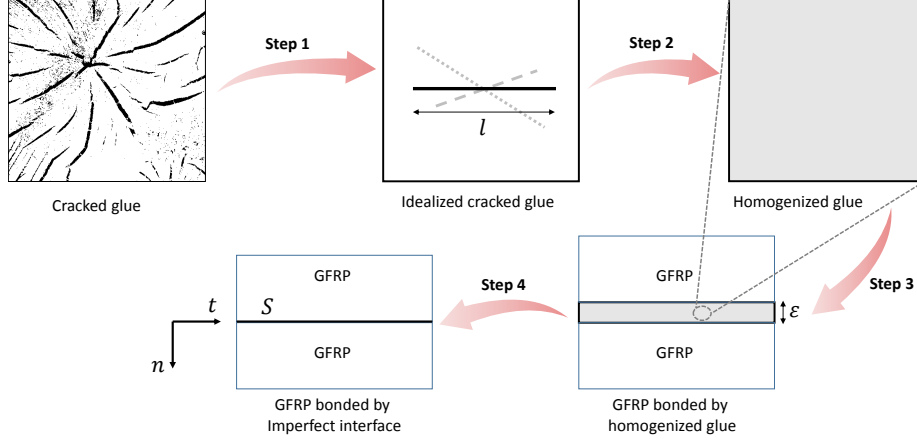 Step 1
Step 2
l
Cracked glue
Idealized cracked glue
Homogenized glue
GFRP
GFRP
Step 4
Step 3
t
S
ε
n
GFRP
GFRP
GFRP bonded by
Imperfect interface
GFRP bonded by
homogenized glue